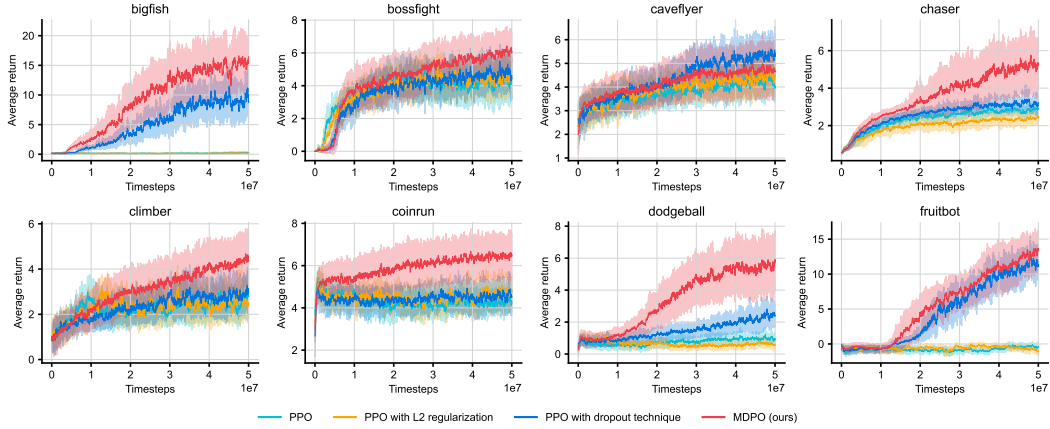 bigfish
bossfight
caveflyer
chaser
Average return
20
15
10
5
0
0 1 2 3 4 5
Timesteps
1e7
Average return
8
6
4
2
0
0 1 2 3 4 5
Timesteps
1e7
Average return
6
5
4
3
2
1
0 1 2 3 4 5
Timesteps
1e7
Average return
6
4
2
0 1 2 3 4 5
Timesteps
1e7
climber
coinrun
dodgeball
fruitbot
Average return
6
4
2
0
0 1 2 3 4 5
Timesteps
1e7
Average return
8
6
4
2
0 1 2 3 4 5
Timesteps
1e7
Average return
8
6
4
2
0
0 1 2 3 4 5
Timesteps
1e7
Average return
15
10
5
0
0 1 2 3 4 5
Timesteps
1e7
PPO
PPO with L2 regularization
PPO with dropout technique
MDPO (ours)